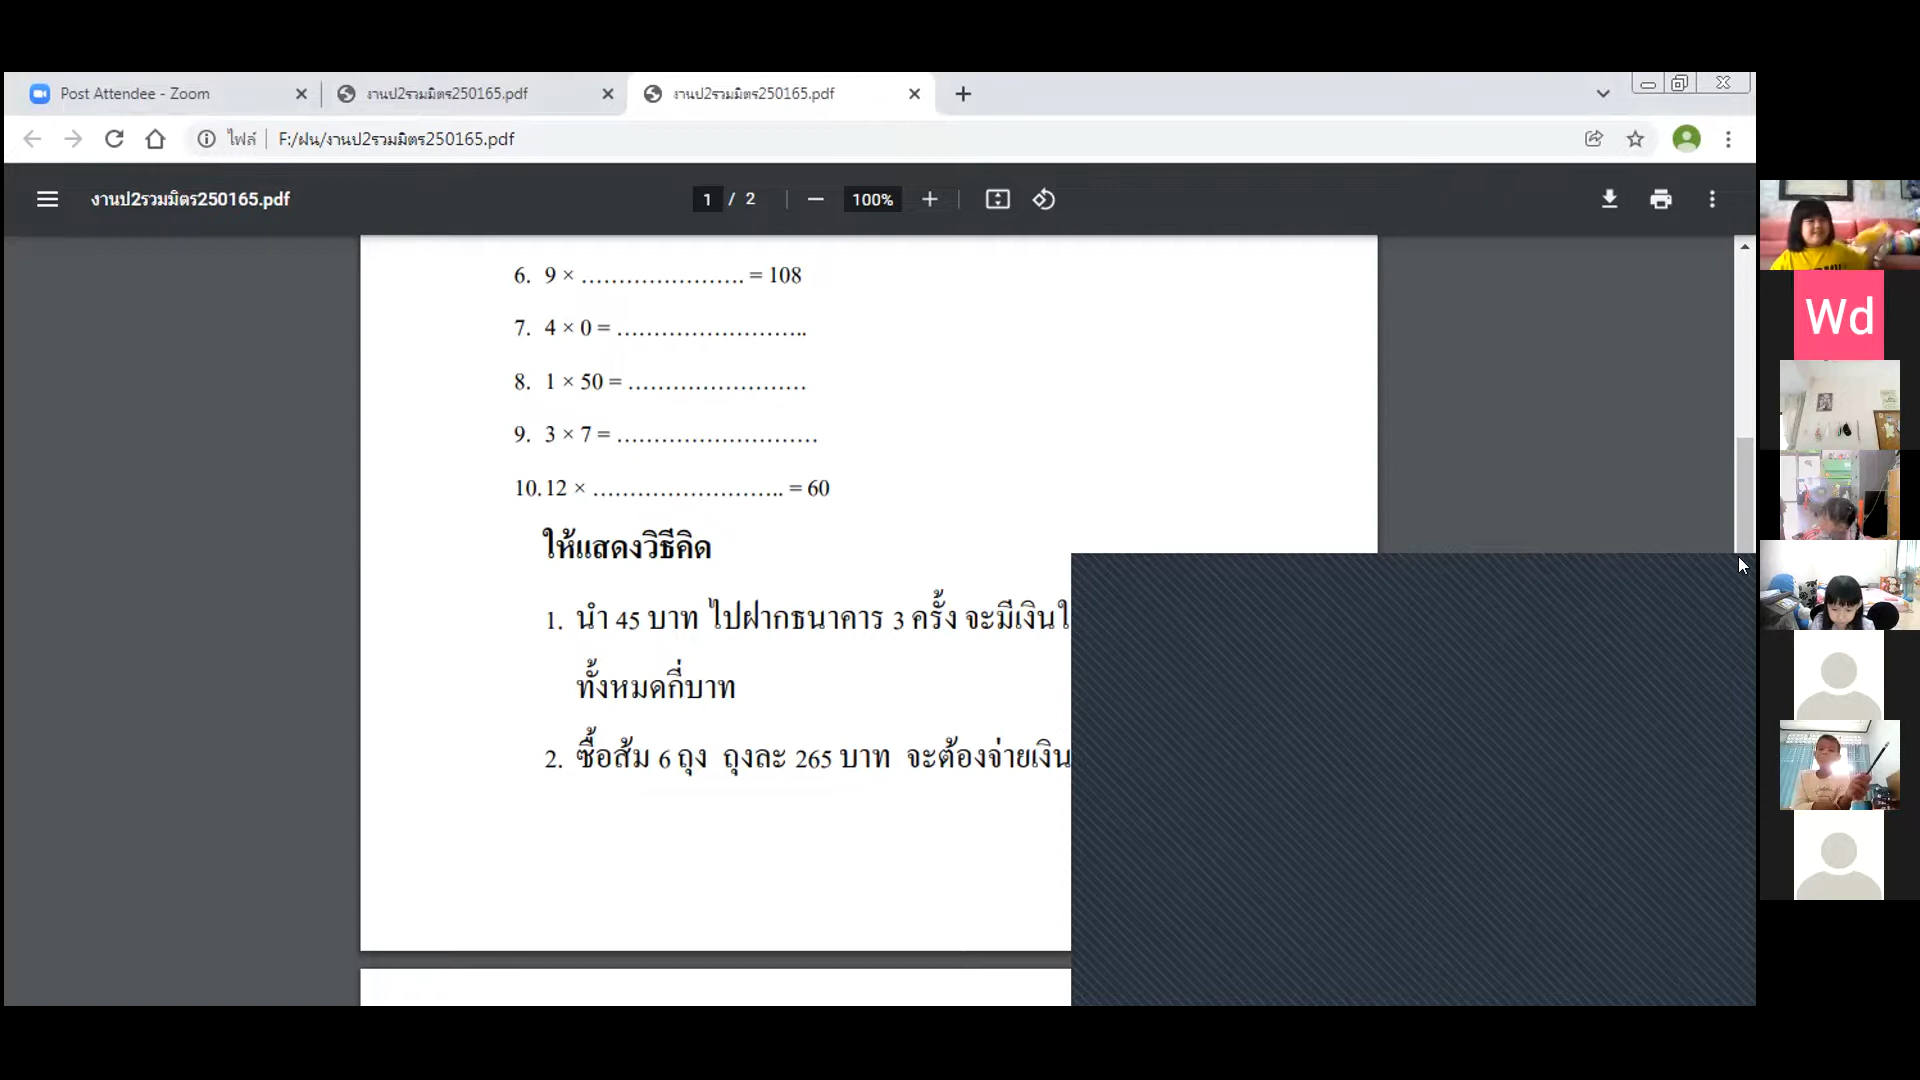 Post Attendee - Zoom
งานป2รวมมิตร250165.pdf
งานป2รวมมิตร250165.pdf
ไฟล์
F:/ฝน/งานป2รวมมิตร250165.pdf
งานป2รวมมิตร250165.pdf
1 / 2
100%
6. 9 × …………………. = 108
7. 4 × 0 = ……………………..
8. 1 × 50 = ……………………
9. 3 × 7 = ………………………
10. 12 × …………………….. = 60
ให้แสดงวิธีคิด
1. นำ 45 บาท ไปฝากธนาคาร 3 ครั้ง จะมีเงินใ
ทั้งหมดกี่บาท
2. ซื้อส้ม 6 ถุง ถุงละ 265 บาท จะต้องจ่ายเงิน
Wd